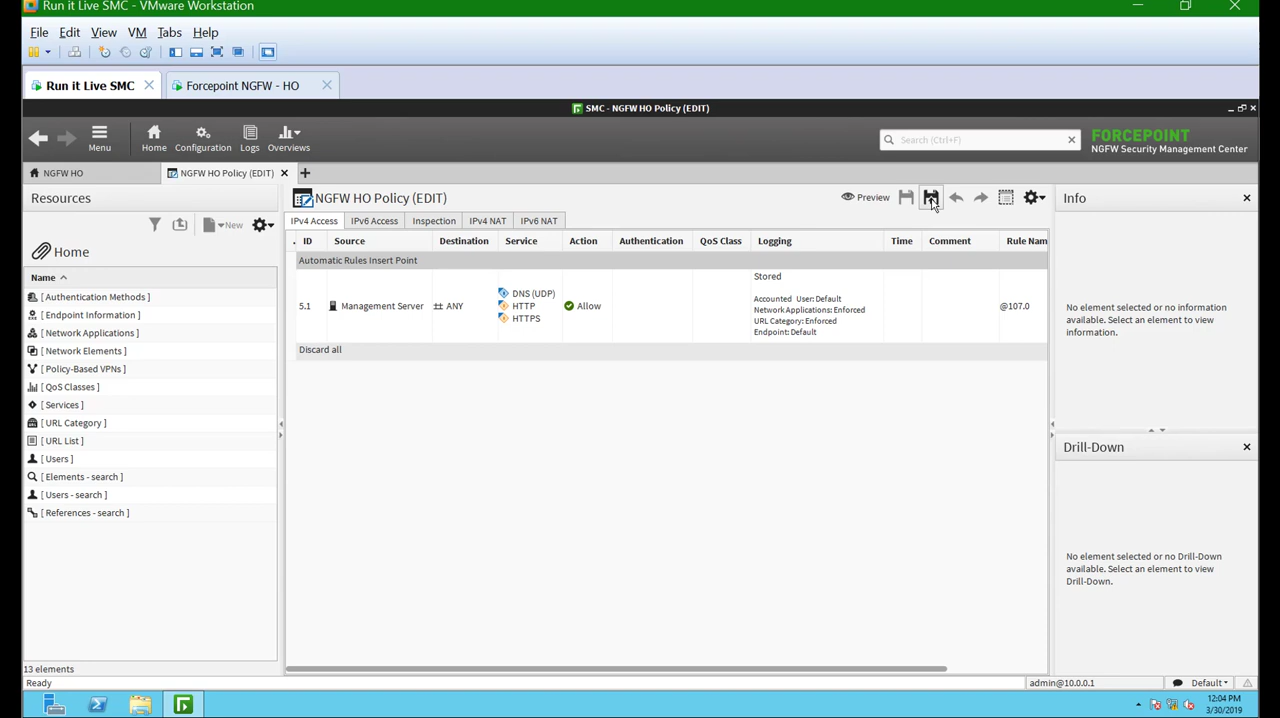 Run it Live SMC - VMware Workstation
File Edit View VM Tabs Help
Run it Live SMC
Forcepoint NGFW - HO
SMC - NGFW HO Policy (EDIT)
Menu Home Configuration Logs Overviews
Search (Ctrl+F)
FORCEPOINT
NGFW Security Management Center
NGFW HO
NGFW HO Policy (EDIT)
Resources
New
Home
Name
[ Authentication Methods ]
[ Endpoint Information ]
[ Network Applications ]
[ Network Elements ]
[ Policy-Based VPNs ]
[ QoS Classes ]
[ Services ]
[ URL Category ]
[ URL List ]
[ Users ]
[ Elements - search ]
[ Users - search ]
[ References - search ]
13 elements
Ready
NGFW HO Policy (EDIT)
Preview
IPv4 Access IPv6 Access Inspection IPv4 NAT IPv6 NAT
. ID Source Destination Service Action Authentication QoS Class Logging Time Comment Rule Nam
Automatic Rules Insert Point
5.1 Management Server ANY
DNS (UDP)
HTTP
HTTPS
Allow
Stored
Accounted User: Default
Network Applications: Enforced
URL Category: Enforced
Endpoint: Default
@107.0
Discard all
Info
No element selected or no information
available. Select an element to view
information.
Drill-Down
No element selected or no Drill-Down
available. Select an element to view
Drill-Down.
admin@10.0.0.1
Default
12:04 PM
3/30/2019